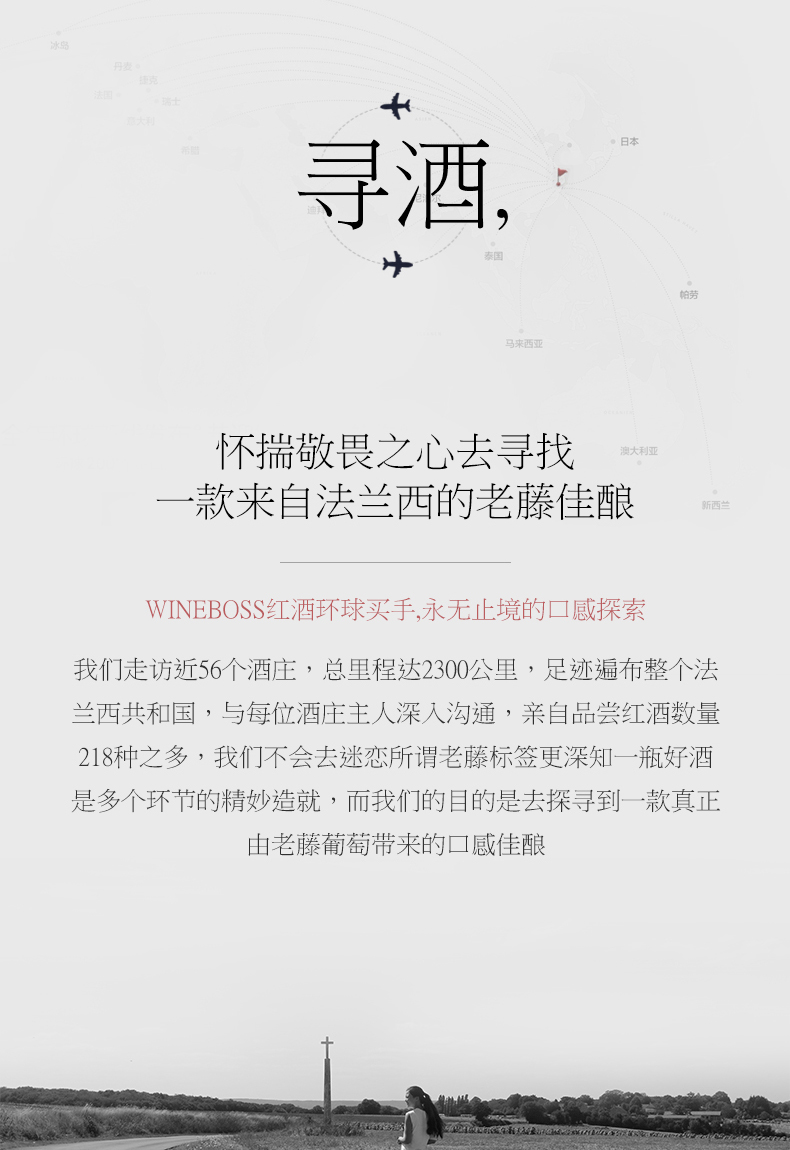 冰岛
丹麦
捷克
法国
瑞士
意大利
希腊
日本
寻酒,
泰国
帕劳
马来西亚
澳大利亚
新西兰
怀揣敬畏之心去寻找
一款来自法兰西的老藤佳酿
WINEBOSS红酒环球买手,永无止境的口感探索
我们走访近56个酒庄，总里程达2300公里，足迹遍布整个法
兰西共和国，与每位酒庄主人深入沟通，亲自品尝红酒数量
218种之多，我们不会去迷恋所谓老藤标签更深知一瓶好酒
是多个环节的精妙造就，而我们的目的是去探寻到一款真正
由老藤葡萄带来的口感佳酿